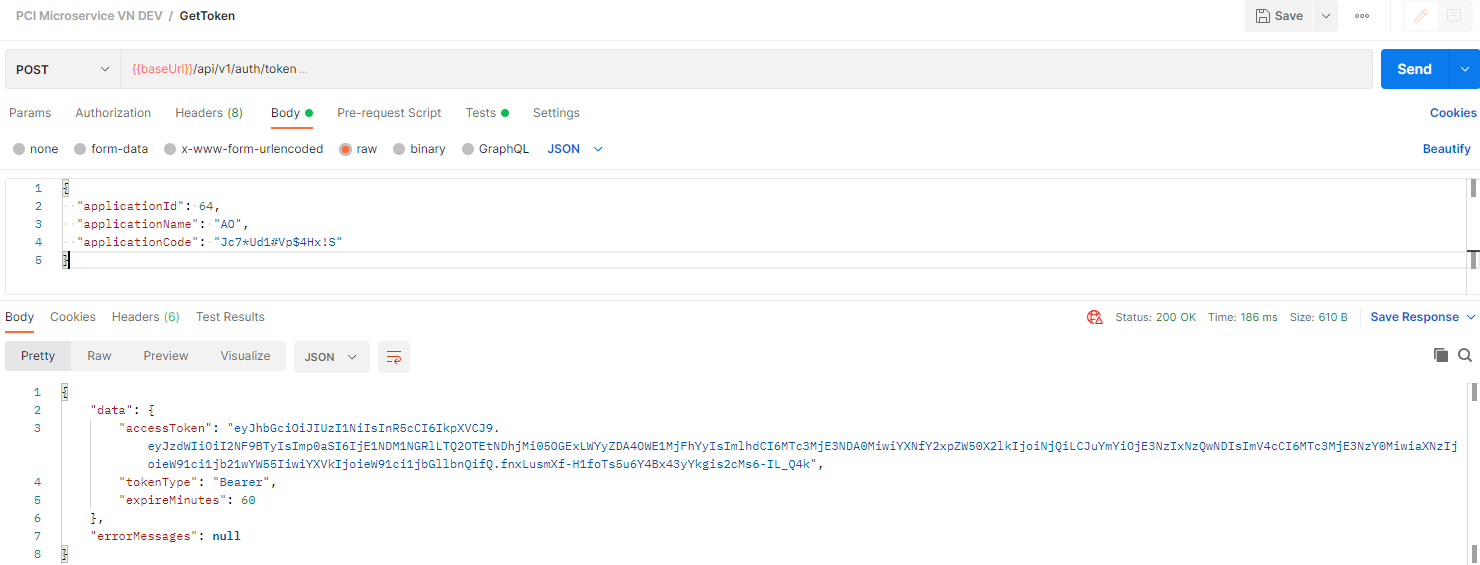 PCI Microservice VN DEV / GetToken
Save
POST
{{baseUrl}}/api/v1/auth/token ...
Send
Params Authorization Headers (8) Body Pre-request Script Tests Settings
Cookies
none form-data x-www-form-urlencoded raw binary GraphQL JSON
Beautify
1 {
2 "applicationId": 64,
3 "applicationName": "AO",
4 "applicationCode": "Jc7*Ud1#Vp$4Hx!S"
5 }
Body Cookies Headers (6) Test Results
Status: 200 OK Time: 186 ms Size: 610 B Save Response
Pretty Raw Preview Visualize JSON
1 {
2 "data": {
3 "accessToken": "eyJhbGciOiJIUzI1NiIsInR5cCI6IkpXVCJ9.
eyJzdWIiOiI2NF9BTyIsImp0aSI6IjE1NDM1NGRlLTQ2OTEtNDhjMi05OGExLWYyZDA4OWE1MjFhYyIsImlhdCI6MTc3MjE3NDA0MiwiYXNfY2xpZW50X2lkIjoiNjQiLCJuYmYiOjE3NzIxNzQwNDIsImV4cCI6MTc3MjE3NzY0MiwiaXNzIj
oieW91ci1jb21wYW55IiwiYXVkIjoieW91ci1jbGllbnQifQ.fnxLusmXf-H1foTs5u6Y4Bx43yYkgis2cMs6-IL_Q4k",
4 "tokenType": "Bearer",
5 "expireMinutes": 60
6 },
7 "errorMessages": null
8 }